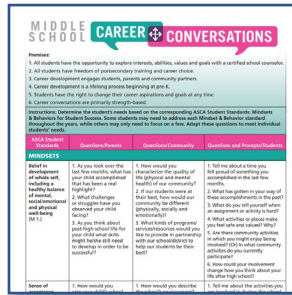 MIDDLE
SCHOOL
CAREER
CONVERSATIONS
Premise:
1. All students have the opportunity to explore interests, abilities, values and goals with a certified school counselor.
2. All students have freedom of postsecondary training and career choice.
3. Career development engages students, parents and community partners.
4. Career development is a lifelong process beginning at pre-K.
5. Students have the right to change their career aspirations and goals at any time.
6. Career conversations are primarily strength-based.
Instructions: Determine the student's needs based on the corresponding ASCA Student Standards: Mindsets
& Behaviors for Student Success. Some students may need to address each Mindset & Behavior standard
throughout the years, while others may only need to focus on a few. Adapt these questions to meet individual
students' needs.
ASCA Student
Standards
Questions/Parents
Questions/Community
Questions and Prompts/Students
MINDSETS
Belief in
development
of whole self,
including a
healthy balance
of mental,
social/emotional
and physical
well-being
(M 1.)
1. As you look over the
last few months, what has
your child accomplished
that has been a real
highlight?
2. What challenges
or struggles have you
observed your child
facing?
3. As you think about
post-high school life for
your child what skills
might he/she still need
to develop in order to be
successful?
1. How would you
characterize the quality of
life (physical and mental
health) of our community?
2. If our students were at
their best, how would our
community be different
(physically, socially and
emotionally)?
3. What kinds of programs/
services/resources would you
like to provide in partnership
with our school/district to
help our students be their
best?
1. Tell me about a time you
felt proud of something you
accomplished in the last few
months.
2. What has gotten in your way of
these accomplishments in the past?
3. What do you tell yourself when
an assignment or activity is hard?
4. What activities or places make
you feel safe and valued? Why?
5. Are there community activities
in which you might enjoy being
involved? (Or) In what community
activities do you currently
participate?
6. How could your involvement
change how you think about your
life after high school?
Sense of
1. How would you
1. How would you describe
1. Tell me about a time you